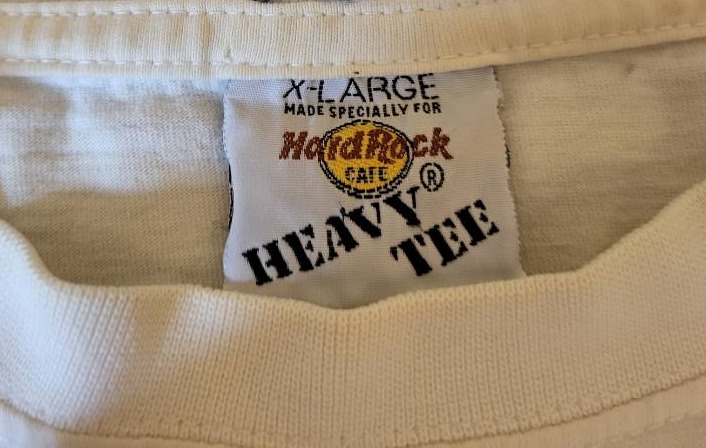 X-LARGE
MADE SPECIALLY FOR
Hard Rock
CAFE
®
HEAVY
TEE